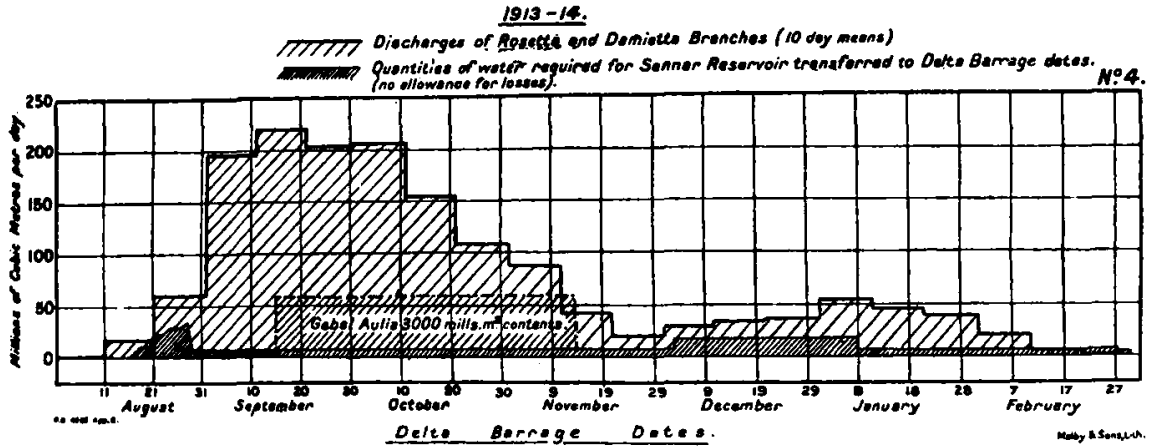 1913-14.
Discharges of Rosetta and Damietta Branches (10 day means)
Quantities of water required for Sennar Reservoir transferred to Delta Barrage dates.
(no allowance for losses).
Nº 4.
Millions of Cubic Metres per day.
250
200
150
100
50
0
Gebel Aulia 3000 mills. m³ contents.
11 21 31 10 20 30 10 20 30 9 19 29 9 19 29 8 18 28 7 17 27
August September October November December January February
Delta Barrage Dates.
Malby & Sons, Lith.